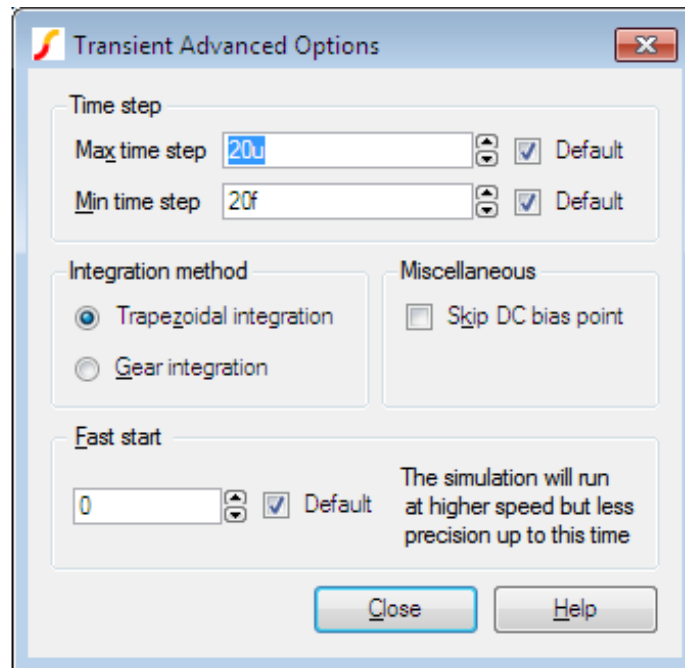 Transient Advanced Options
Time step
Max time step 20u Default
Min time step 20f Default
Integration method
Trapezoidal integration
Gear integration
Miscellaneous
Skip DC bias point
Fast start
0 Default
The simulation will run
at higher speed but less
precision up to this time
Close Help